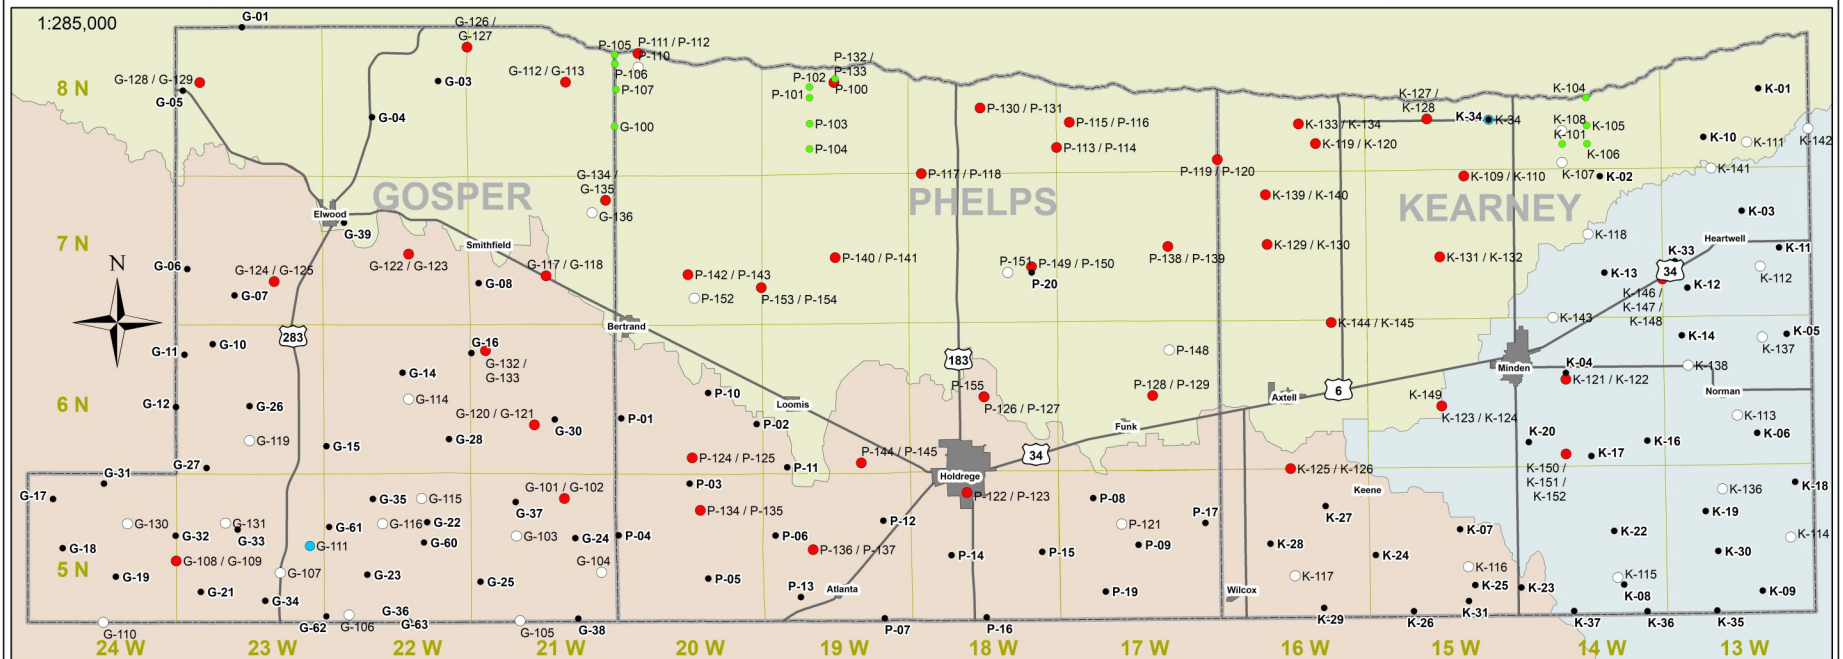 1:285,000
G-01
G-126 /
G-127
P-105
P-111 / P-112
P-110
P-132 /
P-133
G-128 / G-129
G-03
G-112 / G-113
P-106
P-102
P-100
K-127 /
K-128
K-104
K-01
8 N
G-05
P-107
P-101
P-130 / P-131
G-04
G-100
P-103
P-115 / P-116
K-133 / K-134
K-34
K-34
K-108
K-105
K-101
K-10
K-111
K-142
P-104
P-113 / P-114
K-119 / K-120
K-106
P-119 / P-120
K-107
K-141
G-134 /
G-135
P-117 / P-118
K-109 / K-110
K-02
GOSPER
PHELPS
KEARNEY
K-139 / K-140
Elwood
G-136
K-03
G-39
K-118
7 N
Smithfield
K-129 / K-130
Heartwell
K-11
N
G-06
G-124 / G-125
G-122 / G-123
G-117 / G-118
P-142 / P-143
P-140 / P-141
P-151
P-149 / P-150
P-138 / P-139
K-131 / K-132
K-33
34
K-13
K-112
G-07
G-08
P-152
P-153 / P-154
P-20
K-12
K-146 /
K-147 /
K-148
283
Bertrand
K-144 / K-145
K-143
G-10
G-11
G-16
P-148
K-14
K-05
K-137
G-132 /
G-133
183
Minden
K-04
K-138
G-14
K-121 / K-122
P-155
P-128 / P-129
6
K-149
Norman
6 N
G-12
G-26
G-114
P-10
Loomis
P-126 / P-127
Axtell
G-120 / G-121
G-30
P-01
P-02
Funk
K-123 / K-124
K-113
G-119
G-15
G-28
34
K-20
K-16
K-06
G-27
P-124 / P-125
P-11
P-144 / P-145
K-125 / K-126
K-17
G-31
Holdrege
K-150 /
K-151 /
K-152
G-17
G-35
G-115
G-101 / G-102
P-03
P-122 / P-123
P-08
Keene
K-136
K-18
G-37
P-134 / P-135
K-27
K-19
G-130
G-131
G-61
G-116
G-22
P-12
P-121
P-17
G-32
G-33
G-103
G-24
P-04
P-06
K-07
K-22
K-114
G-18
G-111
G-60
P-136 / P-137
P-14
P-15
P-09
K-28
K-24
K-30
G-108 / G-109
5 N
G-19
G-107
G-23
G-25
G-104
P-05
K-117
K-116
K-115
G-21
P-13
Atlanta
P-19
Wilcox
K-25
K-23
K-08
K-09
G-34
G-110
G-62
G-106
G-36
G-63
G-105
G-38
P-07
P-16
K-29
K-26
K-31
K-37
K-36
K-35
24 W
23 W
22 W
21 W
20 W
19 W
18 W
17 W
16 W
15 W
14 W
13 W